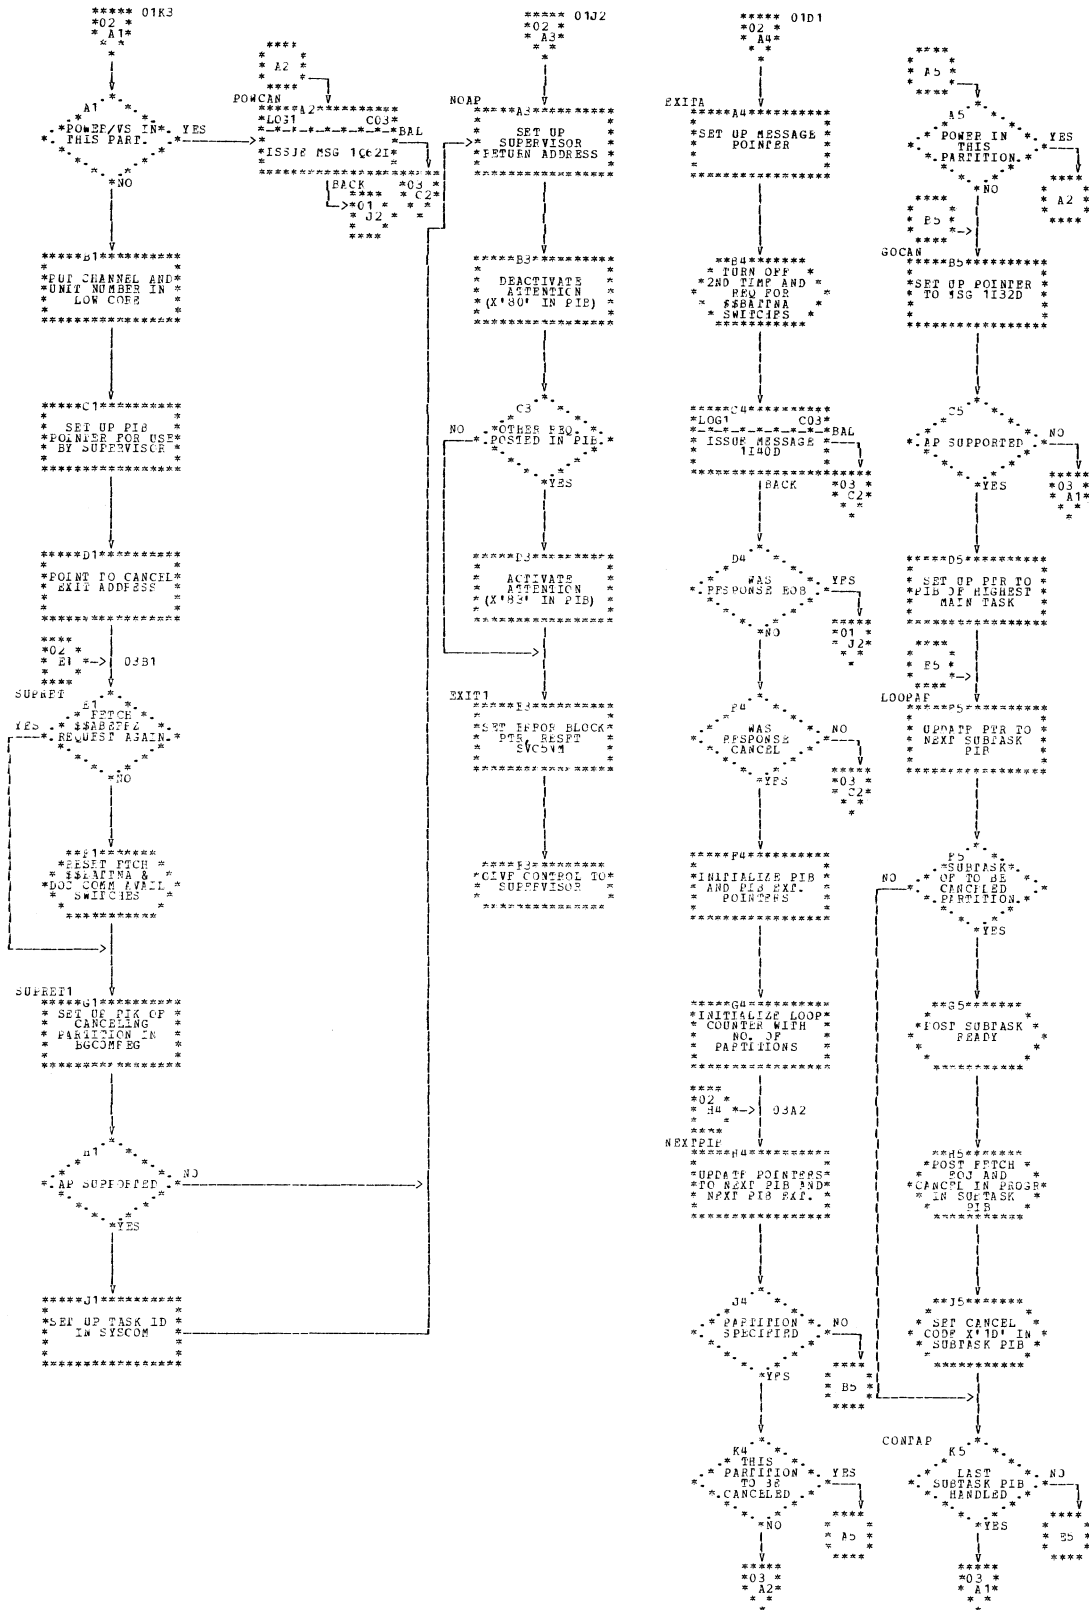 01K3
02
A1
A1
POWER/VS IN
THIS PART.
YES
NO
B1
PUT CHANNEL AND
UNIT NUMBER IN
LOW CORE
C1
SET UP PIB
POINTER FOR USE
BY SUPERVISOR
D1
POINT TO CANCEL
EXIT ADDRESS
02
E1
03B1
SUPRET
E1
FETCH
REQUEST AGAIN
YES
NO
F1
RESET FTCH
$$BATTNA &
DOC COMM AVAIL
SWITCHES
SUPRET1
G1
SET UP PIK OF
CANCELING
PARTITION IN
BGCOMREG
H1
AP SUPPORTED
NO
YES
J1
SET UP TASK ID
IN SYSCOM
A2
POWCAN
A2
LOG1 C03
BAL
ISSUE MSG 1Q62I
BACK
01
J2
03
C2
01J2
02
A3
NOAP
A3
SET UP
SUPERVISOR
RETURN ADDRESS
B3
DEACTIVATE
ATTENTION
(X'80' IN PIB)
C3
OTHER REQ.
POSTED IN PIB
NO
YES
D3
ACTIVATE
ATTENTION
(X'83' IN PIB)
EXIT1
E3
SET ERROR BLOCK
PTR, RESET
SVC5NM
F3
GIVE CONTROL TO
SUPERVISOR
01D1
02
A4
EXITA
A4
SET UP MESSAGE
POINTER
B4
TURN OFF
2ND TIME AND
REQ FOR
$$BATTNA
SWITCHES
C4
LOG1 C03
BAL
ISSUE MESSAGE
1I40D
BACK
03
C2
D4
WAS
RESPONSE EOB
YES
01
J2
NO
E4
WAS
RESPONSE
CANCEL
NO
03
C2
YES
F4
INITIALIZE PIB
AND PIB EXT.
POINTERS
G4
INITIALIZE LOOP
COUNTER WITH
NO. OF
PARTITIONS
02
H4
03A2
NEXTPIB
H4
UPDATE POINTERS
TO NEXT PIB AND
NEXT PIB EXT.
J4
PARTITION
SPECIFIED
NO
B5
YES
K4
THIS
PARTITION
TO BE
CANCELED
YES
A5
NO
03
A2
A5
A5
POWER IN
THIS
PARTITION.
YES
A2
NO
B5
GOCAN
B5
SET UP POINTER
TO MSG 1I32D
C5
AP SUPPORTED
NO
03
A1
YES
D5
SET UP PTR TO
PIB OF HIGHEST
MAIN TASK
E5
LOOPAP
E5
UPDATE PTR TO
NEXT SUBTASK
PIB
F5
SUBTASK
OF TO BE
CANCELED
PARTITION
NO
YES
G5
POST SUBTASK
READY
H5
POST FETCH
EOJ AND
CANCEL IN PROGR
IN SUBTASK
PIB
J5
SET CANCEL
CODE X'1D' IN
SUBTASK PIB
CONTAP
K5
LAST
SUBTASK PIB
HANDLED
NO
E5
YES
03
A1